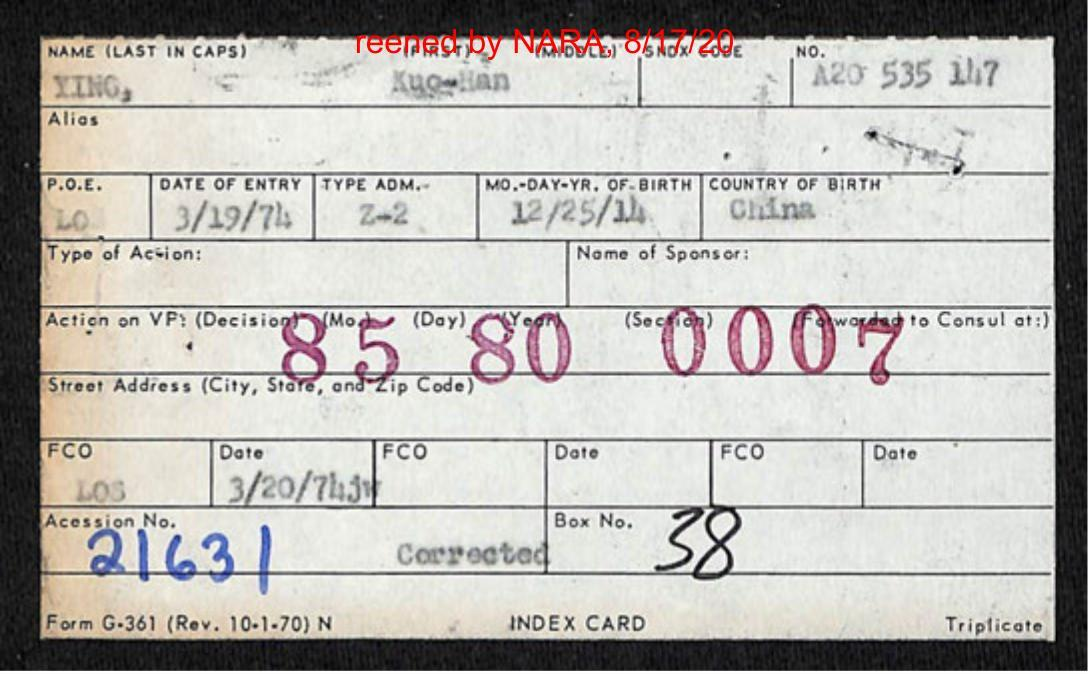 reened by NARA, 8/17/20
NAME (LAST IN CAPS) (FIRST) (MIDDLE) SNDX CODE NO.
YING, Kuo-Han A20 535 147
Alias
P.O.E. DATE OF ENTRY TYPE ADM. MO.-DAY-YR. OF BIRTH COUNTRY OF BIRTH
LO 3/19/74 Z-2 12/25/14 China
Type of Action: Name of Sponsor:
Action on VP: (Decision) (Mo.) (Day) (Year) (Section) (Forwarded to Consul at:)
85 80 0007
Street Address (City, State, and Zip Code)
FCO Date FCO Date FCO Date
LOS 3/20/74jw
Acession No. Box No.
21631 Corrected 38
Form G-361 (Rev. 10-1-70) N INDEX CARD Triplicate